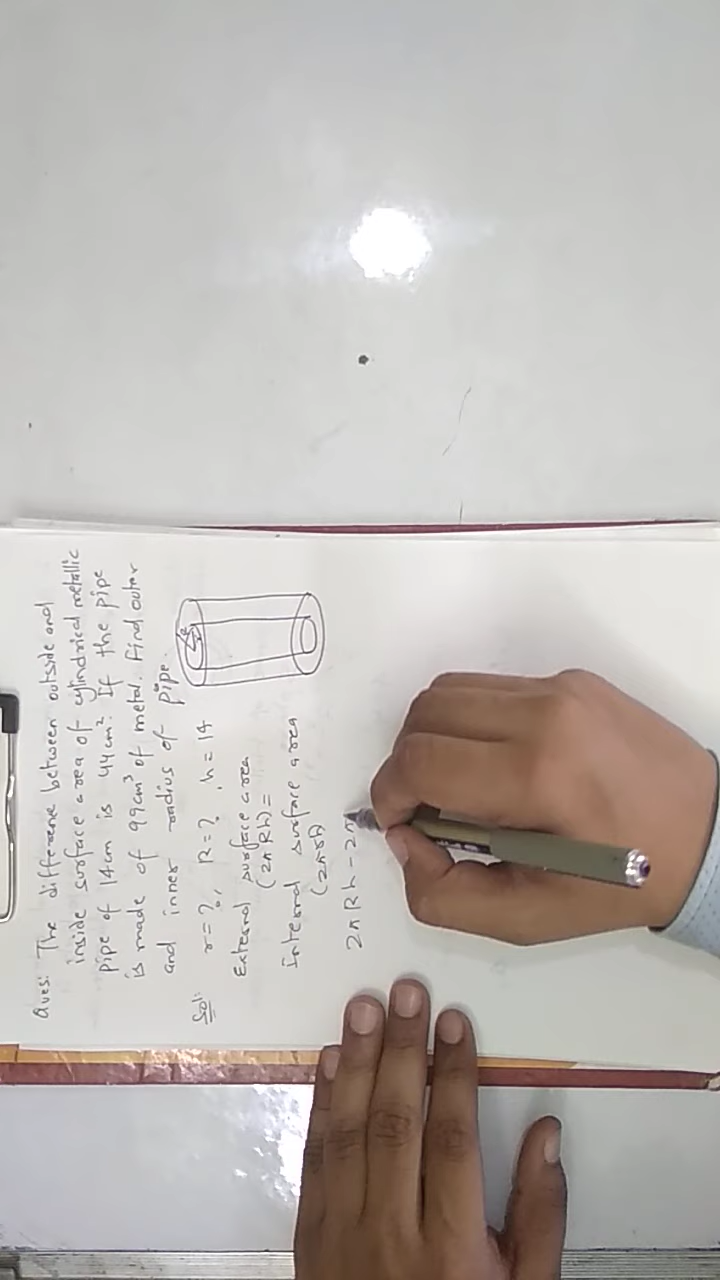 Ques: The difference between outside and
inside surface area of cylindrical metallic
pipe of 14cm is 44cm². If the pipe
is made of 99cm³ of metal. Find outer
and inner radius of pipe.
Sol: r=?, R=?, h=14
External surface area
(2πRh)=
Internal surface area
(2πrh)
2πRh-2π